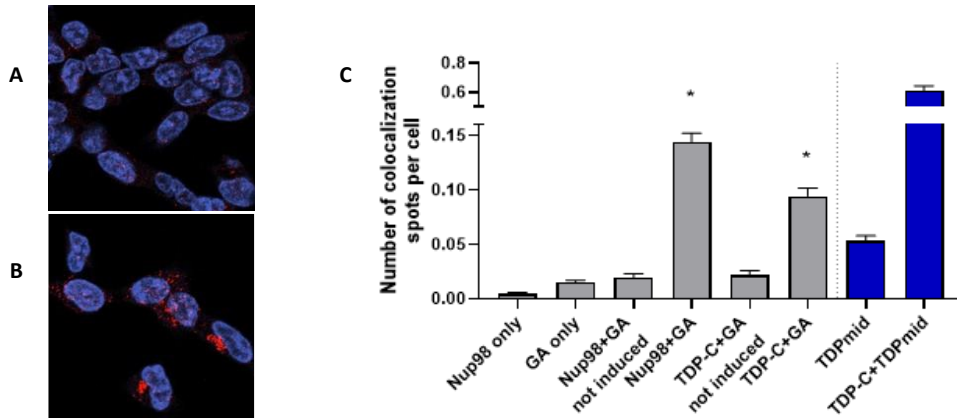 A
B
C
Number of colocalization
spots per cell
0.8
0.6
0.15
0.10
0.05
0.00
*
*
Nup98 only
GA only
Nup98+GA
not induced
Nup98+GA
TDP-C+GA
not induced
TDP-C+GA
TDPmid
TDP-C+TDPmid